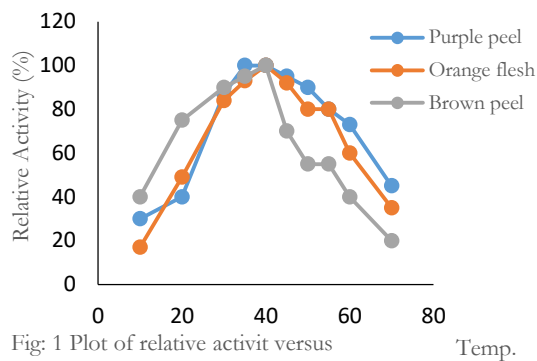 120
100
80
60
40
20
0
Relative Activity (%)
Purple peel
Orange flesh
Brown peel
0 20 40 60 80
Fig: 1 Plot of relative activit versus Temp.